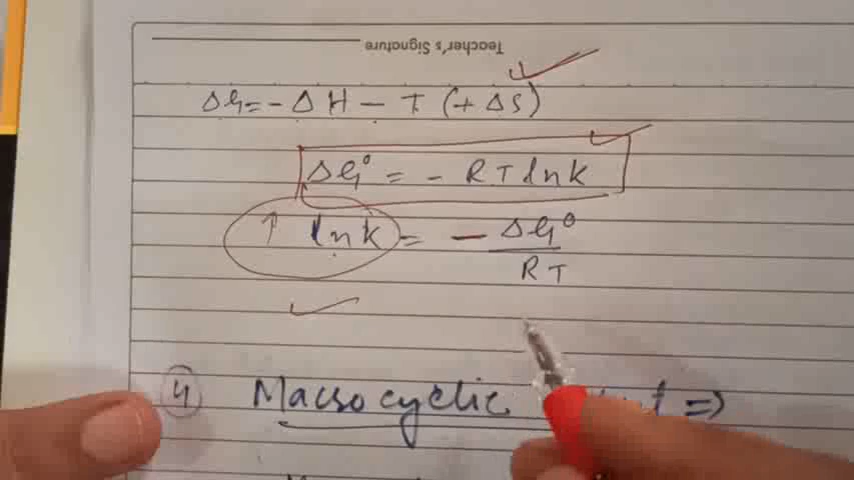 Teacher's Signature
ΔG = - ΔH - T (+ ΔS)
ΔG° = - RT lnk
↑ lnk = - ΔG° / RT
4 Macrocyclic =>